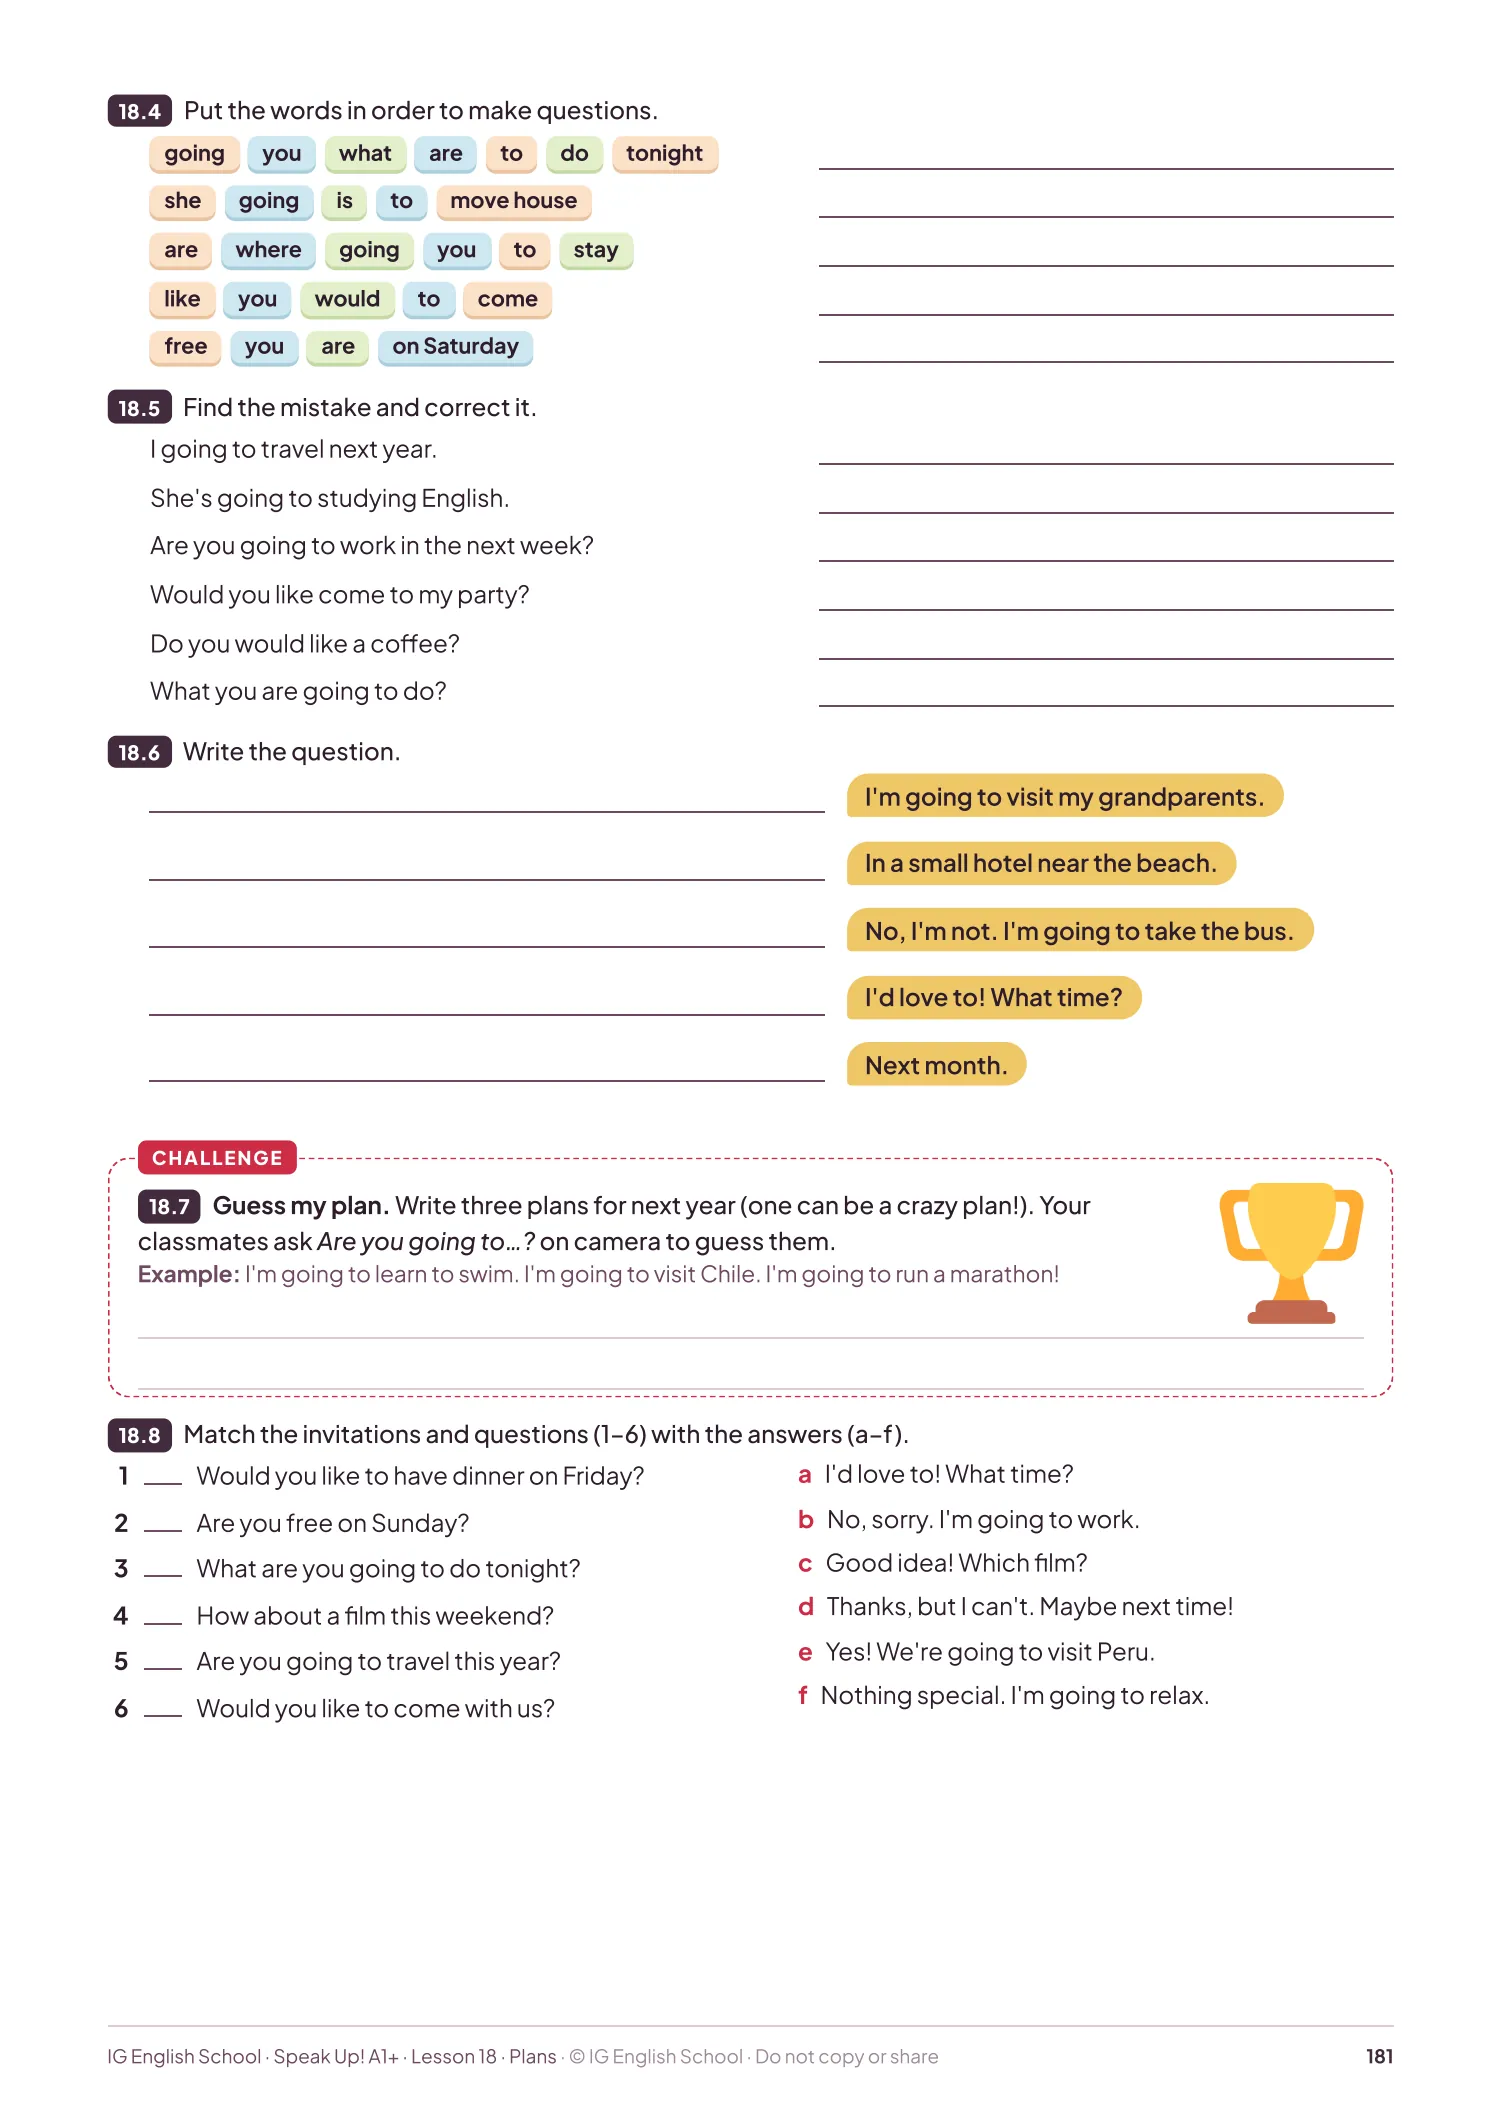 18.4 Put the words in order to make questions.
going you what are to do tonight
she going is to move house
are where going you to stay
like you would to come
free you are on Saturday
18.5 Find the mistake and correct it.
I going to travel next year.
She's going to studying English.
Are you going to work in the next week?
Would you like come to my party?
Do you would like a coffee?
What you are going to do?
18.6 Write the question.
I'm going to visit my grandparents.
In a small hotel near the beach.
No, I'm not. I'm going to take the bus.
I'd love to! What time?
Next month.
CHALLENGE
18.7 Guess my plan. Write three plans for next year (one can be a crazy plan!). Your
classmates ask Are you going to...? on camera to guess them.
Example: I'm going to learn to swim. I'm going to visit Chile. I'm going to run a marathon!
18.8 Match the invitations and questions (1–6) with the answers (a–f).
1 ___ Would you like to have dinner on Friday?
2 ___ Are you free on Sunday?
3 ___ What are you going to do tonight?
4 ___ How about a film this weekend?
5 ___ Are you going to travel this year?
6 ___ Would you like to come with us?
a I'd love to! What time?
b No, sorry. I'm going to work.
c Good idea! Which film?
d Thanks, but I can't. Maybe next time!
e Yes! We're going to visit Peru.
f Nothing special. I'm going to relax.
IG English School · Speak Up! A1+ · Lesson 18 · Plans · © IG English School · Do not copy or share 181